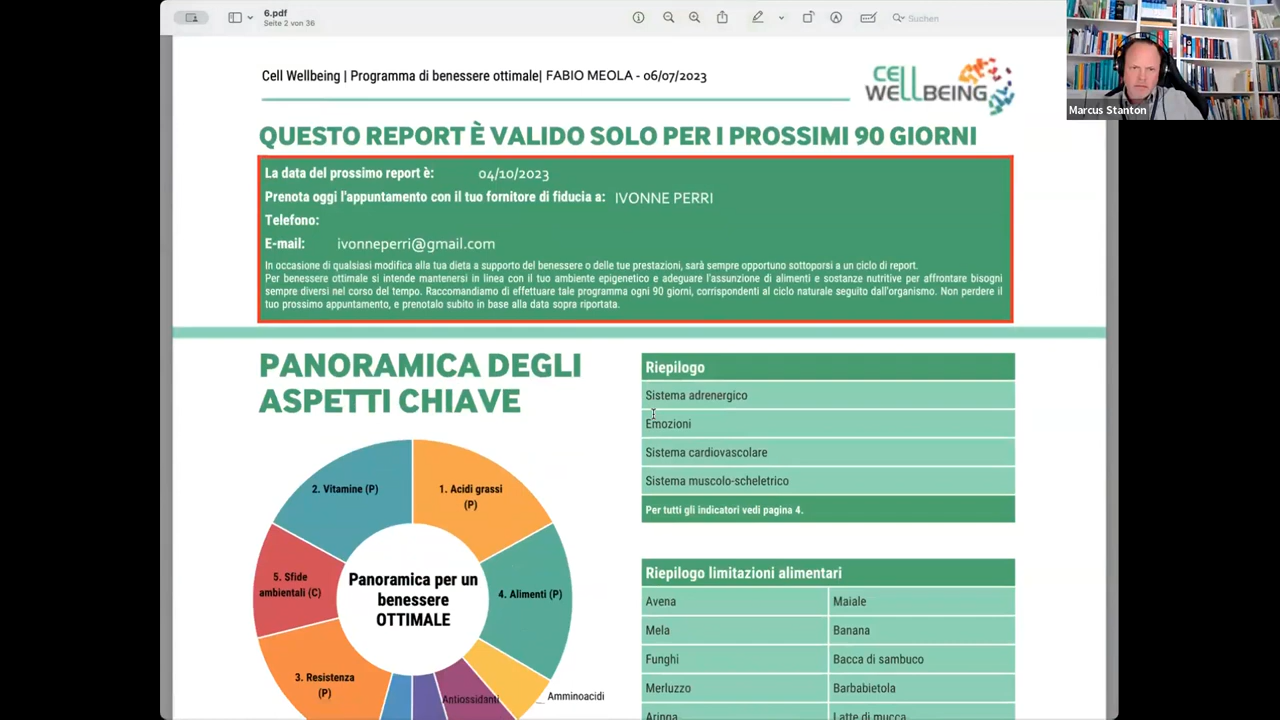 6.pdf
Seite 2 von 36
Suchen
Marcus Stanton
Cell Wellbeing | Programma di benessere ottimale| FABIO MEOLA - 06/07/2023
CELL
WELLBEING
QUESTO REPORT È VALIDO SOLO PER I PROSSIMI 90 GIORNI
La data del prossimo report è: 04/10/2023
Prenota oggi l'appuntamento con il tuo fornitore di fiducia a: IVONNE PERRI
Telefono:
E-mail: ivonneperri@gmail.com
In occasione di qualsiasi modifica alla tua dieta a supporto del benessere o delle tue prestazioni, sarà sempre opportuno sottoporsi a un ciclo di report.
Per benessere ottimale si intende mantenersi in linea con il tuo ambiente epigenetico e adeguare l'assunzione di alimenti e sostanze nutritive per affrontare bisogni
sempre diversi nel corso del tempo. Raccomandiamo di effettuare tale programma ogni 90 giorni, corrispondenti al ciclo naturale seguito dall'organismo. Non perdere il
tuo prossimo appuntamento, e prenotalo subito in base alla data sopra riportata.
PANORAMICA DEGLI
ASPETTI CHIAVE
2. Vitamine (P)
1. Acidi grassi
(P)
5. Sfide
ambientali (C)
Panoramica per un
benessere
OTTIMALE
4. Alimenti (P)
3. Resistenza
(P)
Antiossidanti
Amminoacidi
Riepilogo
Sistema adrenergico
Emozioni
Sistema cardiovascolare
Sistema muscolo-scheletrico
Per tutti gli indicatori vedi pagina 4.
Riepilogo limitazioni alimentari
Avena Maiale
Mela Banana
Funghi Bacca di sambuco
Merluzzo Barbabietola
Aringa Latte di mucca